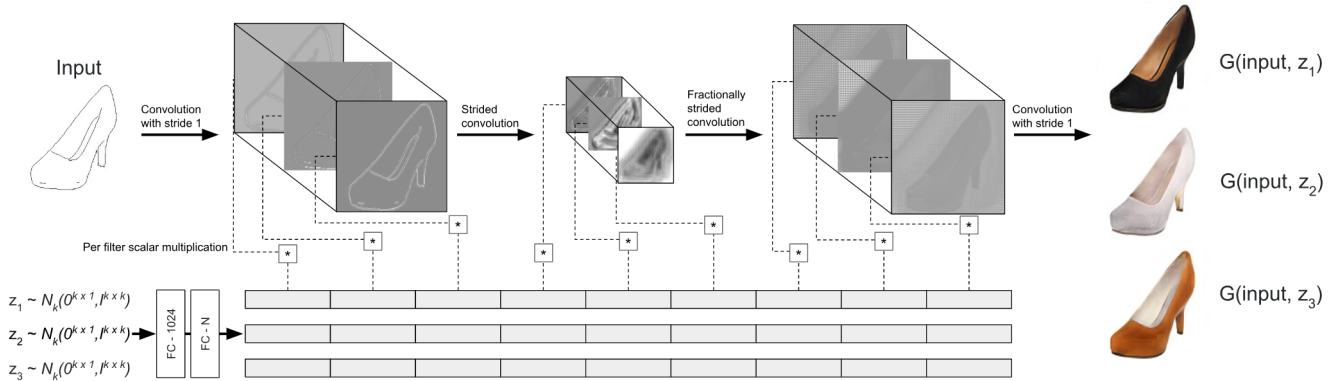 Input
Convolution
with stride 1
Strided
convolution
Fractionally
strided
convolution
Convolution
with stride 1
G(input, z₁)
G(input, z₂)
G(input, z₃)
Per filter scalar multiplication
* * * * * * * * *
z₁ ~ Nₖ(0ᵏ ˣ ¹,Iᵏ ˣ ᵏ)
z₂ ~ Nₖ(0ᵏ ˣ ¹,Iᵏ ˣ ᵏ)
z₃ ~ Nₖ(0ᵏ ˣ ¹,Iᵏ ˣ ᵏ)
FC - 1024
FC - N